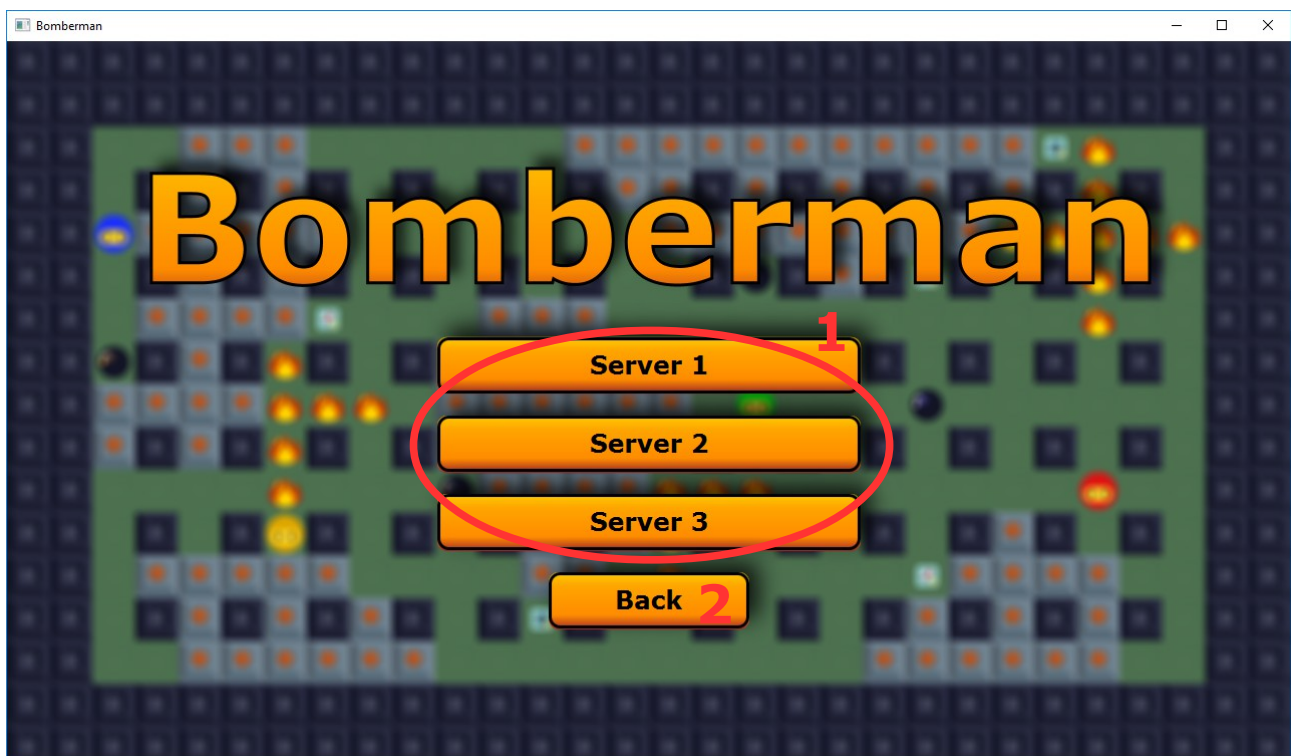 Bomberman
Bomberman
1
Server 1
Server 2
Server 3
Back 2